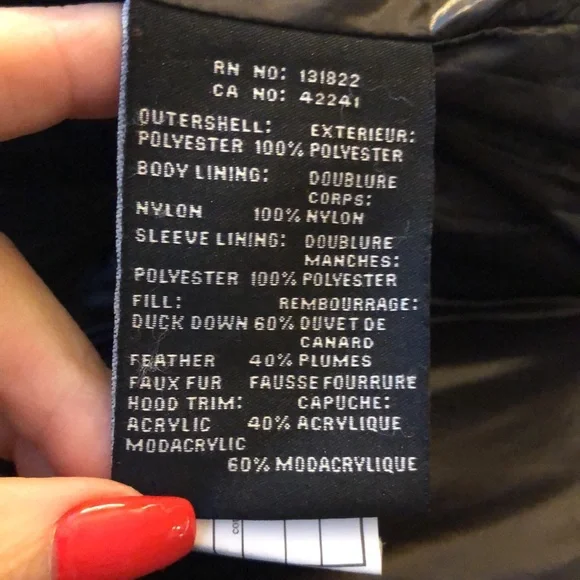 RN NO: 131822
CA NO: 42241
OUTERSHELL: EXTERIEUR:
POLYESTER 100% POLYESTER
BODY LINING: DOUBLURE
CORPS:
NYLON 100% NYLON
SLEEVE LINING: DOUBLURE
MANCHES:
POLYESTER 100% POLYESTER
FILL: REMBOURRAGE:
DUCK DOWN 60% DUVET DE
CANARD
FEATHER 40% PLUMES
FAUX FUR FAUSSE FOURRURE
HOOD TRIM: CAPUCHE:
ACRYLIC 40% ACRYLIQUE
MODACRYLIC
60% MODACRYLIQUE